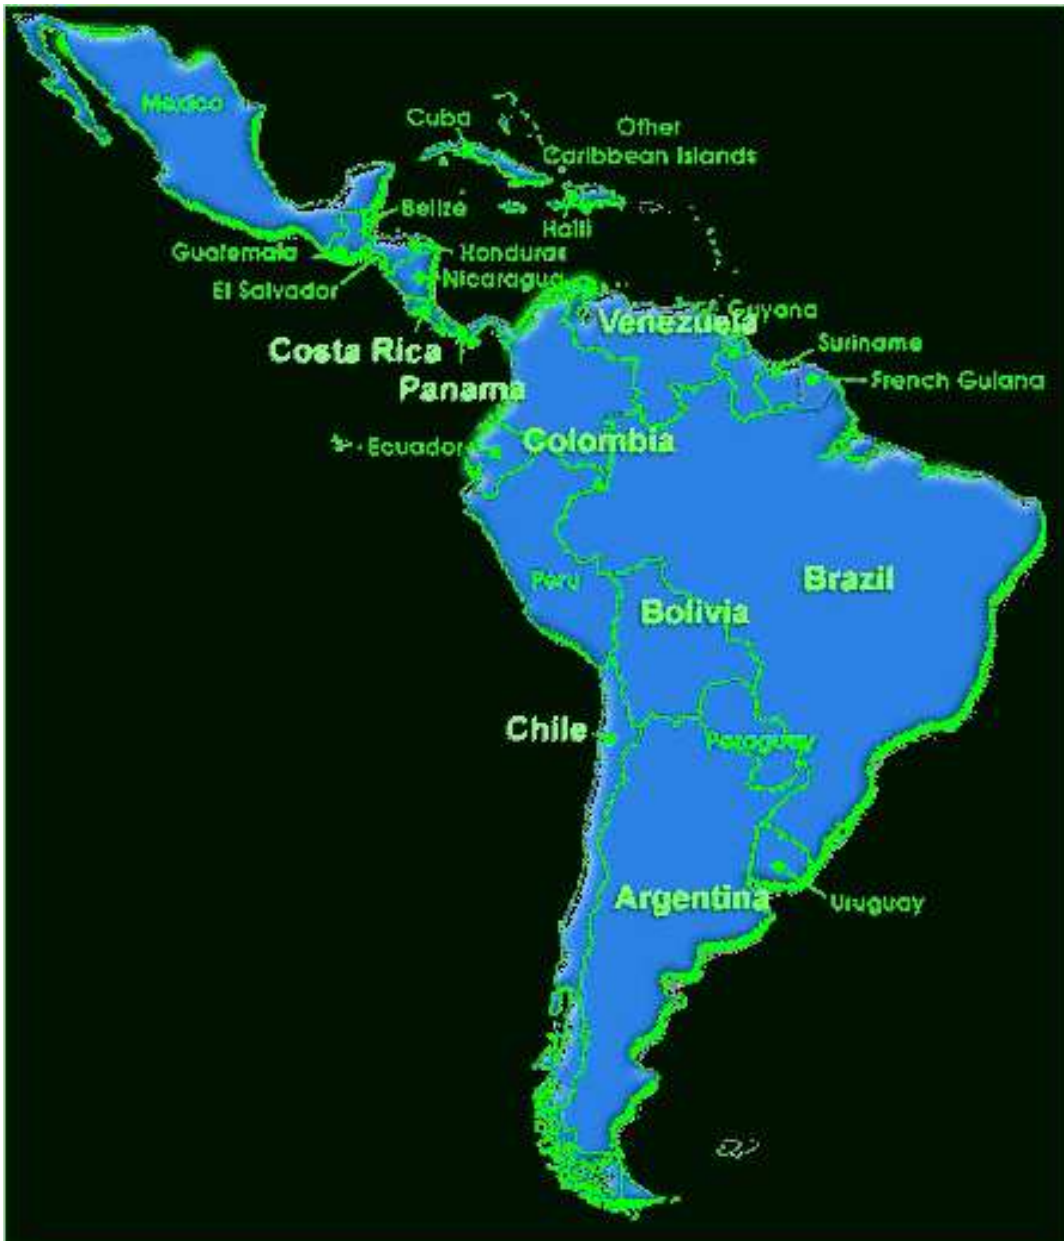 Mexico
Cuba
Other
Caribbean Islands
Belize
Haiti
Guatemala
Honduras
Nicaragua
El Salvador
Guyana
Venezuela
Costa Rica
Suriname
Panama
French Guiana
Ecuador
Colombia
Peru
Brazil
Bolivia
Chile
Paraguay
Argentina
Uruguay